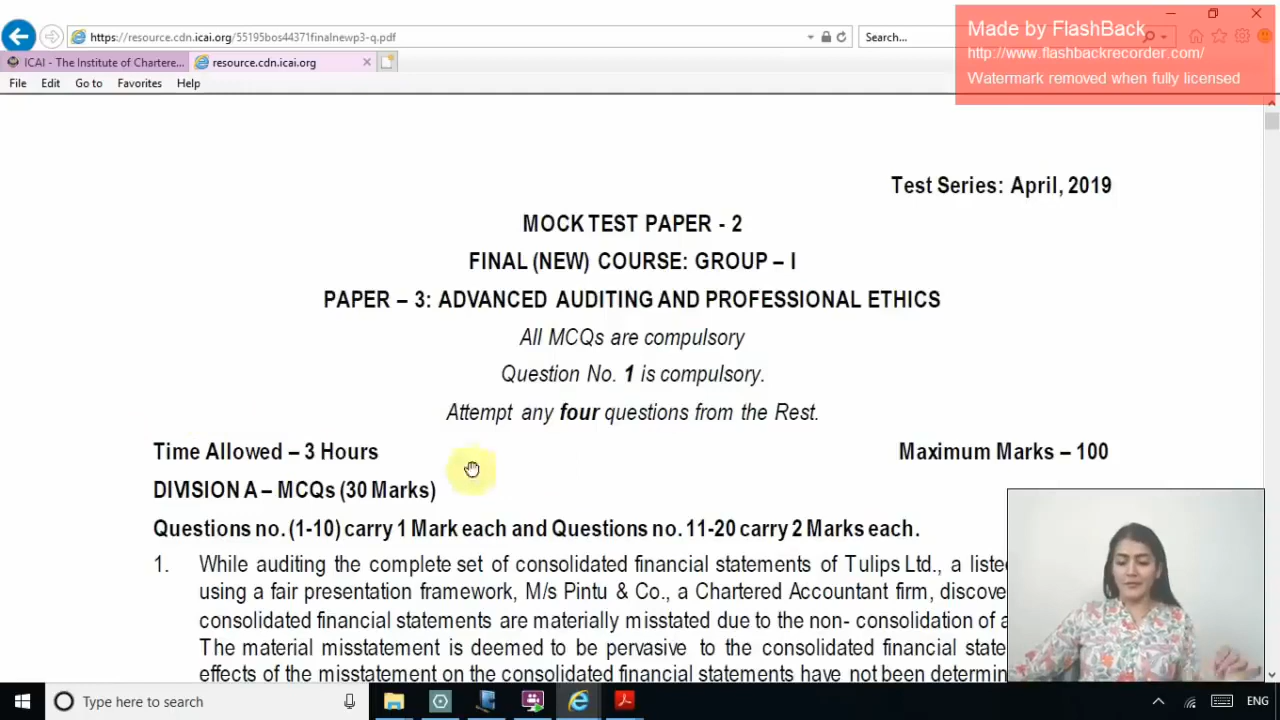 Made by FlashBack
http://www.flashbackrecorder.com/
Watermark removed when fully licensed
https://resource.cdn.icai.org/55195bos44371finalnewp3-q.pdf
Search...
ICAI - The Institute of Chartere...
resource.cdn.icai.org
File Edit Go to Favorites Help
Test Series: April, 2019
MOCK TEST PAPER - 2
FINAL (NEW) COURSE: GROUP – I
PAPER – 3: ADVANCED AUDITING AND PROFESSIONAL ETHICS
All MCQs are compulsory
Question No. 1 is compulsory.
Attempt any four questions from the Rest.
Time Allowed – 3 Hours
Maximum Marks – 100
DIVISION A – MCQs (30 Marks)
Questions no. (1-10) carry 1 Mark each and Questions no. 11-20 carry 2 Marks each.
1. While auditing the complete set of consolidated financial statements of Tulips Ltd., a liste
using a fair presentation framework, M/s Pintu & Co., a Chartered Accountant firm, discove
consolidated financial statements are materially misstated due to the non- consolidation of a
The material misstatement is deemed to be pervasive to the consolidated financial state
effects of the misstatement on the consolidated financial statements have not been determin
Type here to search
ENG